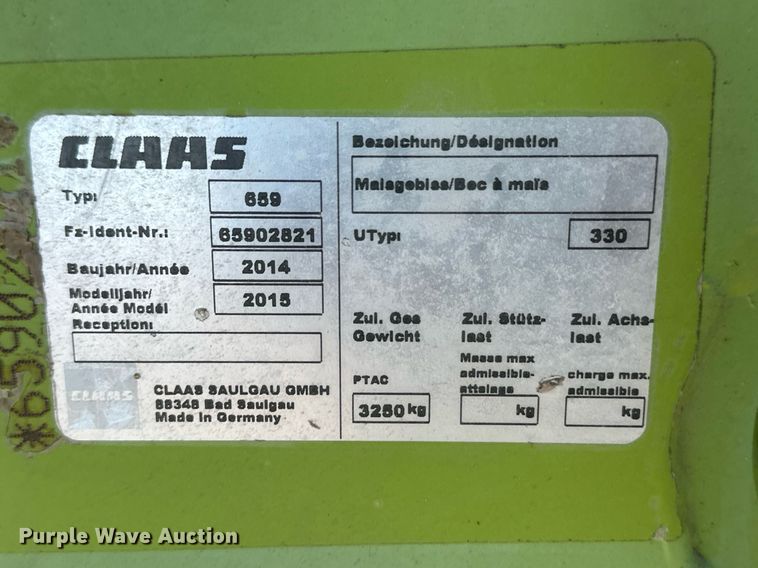 CLAAS
Typ: 659
Fz-Ident-Nr.: 65902821
Baujahr/Année 2014
Modelljahr/
Année Modél 2015
Reception:
CLAAS
CLAAS SAULGAU GMBH
88348 Bad Saulgau
Made in Germany
Bezeichung/Désignation
Maisgebiss/Bec à maïs
UTyp: 330
Zul. Ges
Gewicht
PTAC
3250 kg
Zul. Stütz-
last
Masse max
admissible-
attelage
kg
Zul. Achs-
last
charge max.
admissible
kg
Purple Wave Auction